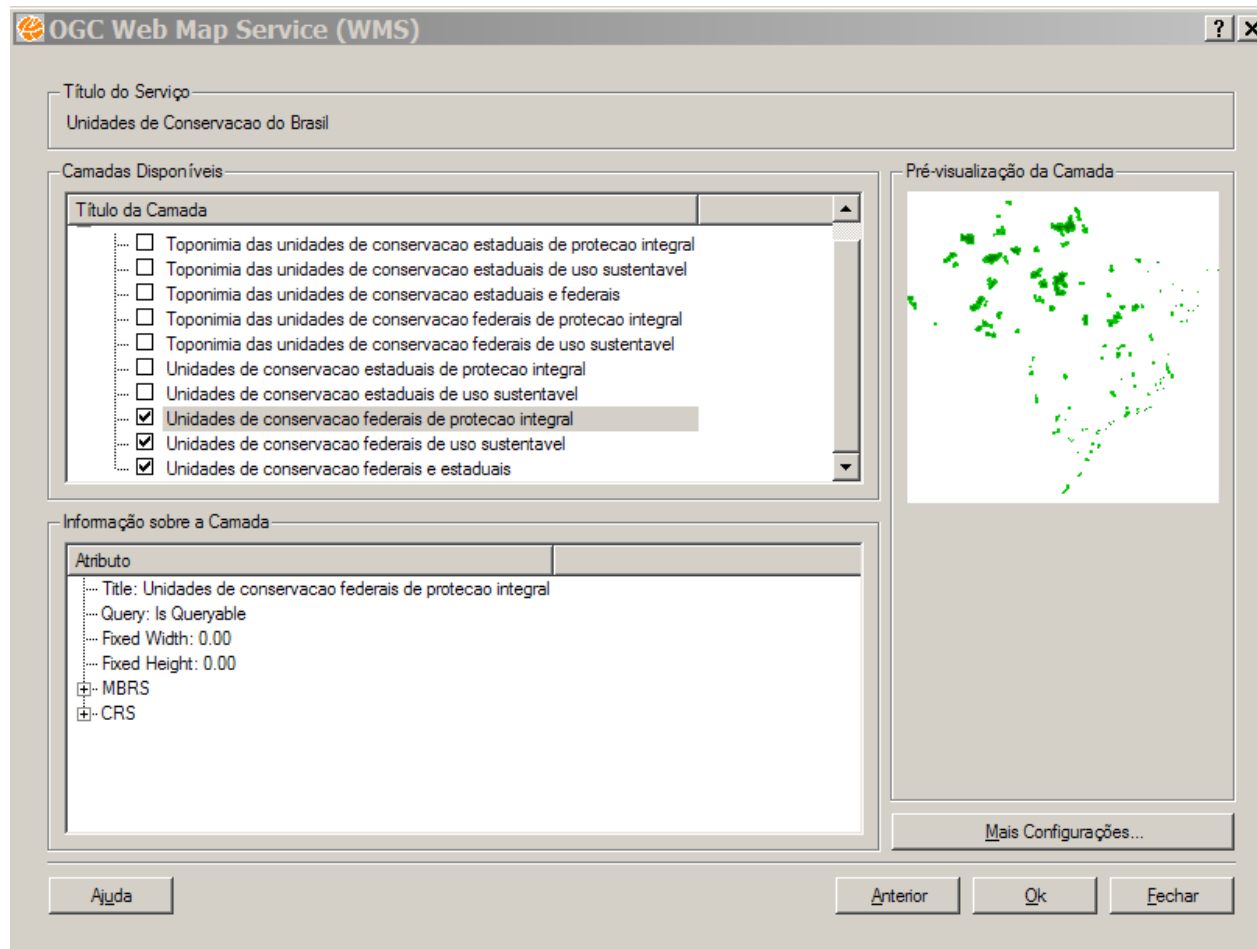 OGC Web Map Service (WMS)
Título do Serviço
Unidades de Conservacao do Brasil
Camadas Disponíveis
Título da Camada
Toponimia das unidades de conservacao estaduais de protecao integral
Toponimia das unidades de conservacao estaduais de uso sustentavel
Toponimia das unidades de conservacao estaduais e federais
Toponimia das unidades de conservacao federais de protecao integral
Toponimia das unidades de conservacao federais de uso sustentavel
Unidades de conservacao estaduais de protecao integral
Unidades de conservacao estaduais de uso sustentavel
Unidades de conservacao federais de protecao integral
Unidades de conservacao federais de uso sustentavel
Unidades de conservacao federais e estaduais
Pré-visualização da Camada
Informação sobre a Camada
Atributo
Title: Unidades de conservacao federais de protecao integral
Query: Is Queryable
Fixed Width: 0.00
Fixed Height: 0.00
MBRS
CRS
Mais Configurações...
Ajuda
Anterior
Ok
Fechar